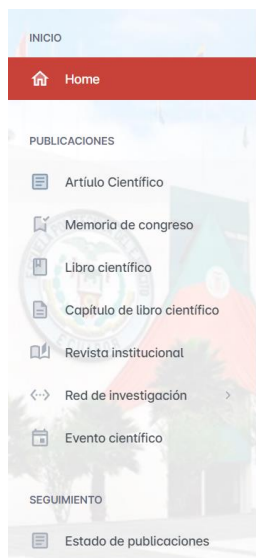 INICIO
Home
PUBLICACIONES
Artíulo Científico
Memoria de congreso
Libro científico
Capítulo de libro científico
Revista institucional
Red de investigación
Evento científico
SEGUIMIENTO
Estado de publicaciones